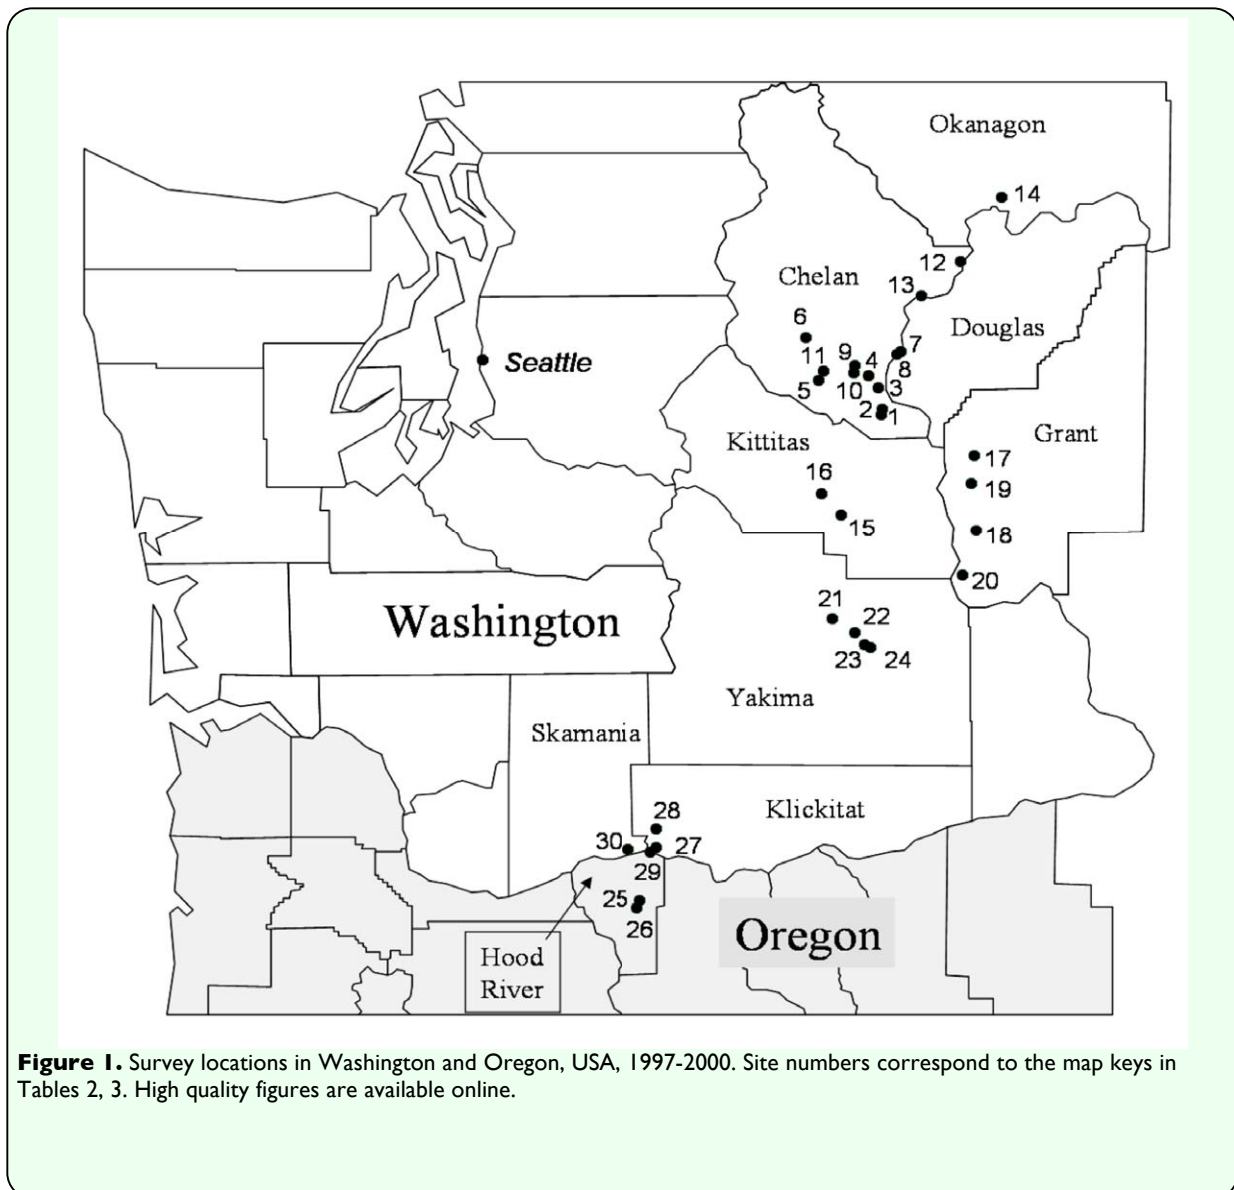 Okanagon
14
12
Chelan
13
Douglas
6
7
9
4
8
11
Seattle
5
10
3
2
1
Grant
Kittitas
17
16
19
15
18
20
21
22
Washington
23
24
Yakima
Skamania
Klickitat
28
30
27
29
25
26
Oregon
Hood
River
Figure 1. Survey locations in Washington and Oregon, USA, 1997-2000. Site numbers correspond to the map keys in
Tables 2, 3. High quality figures are available online.